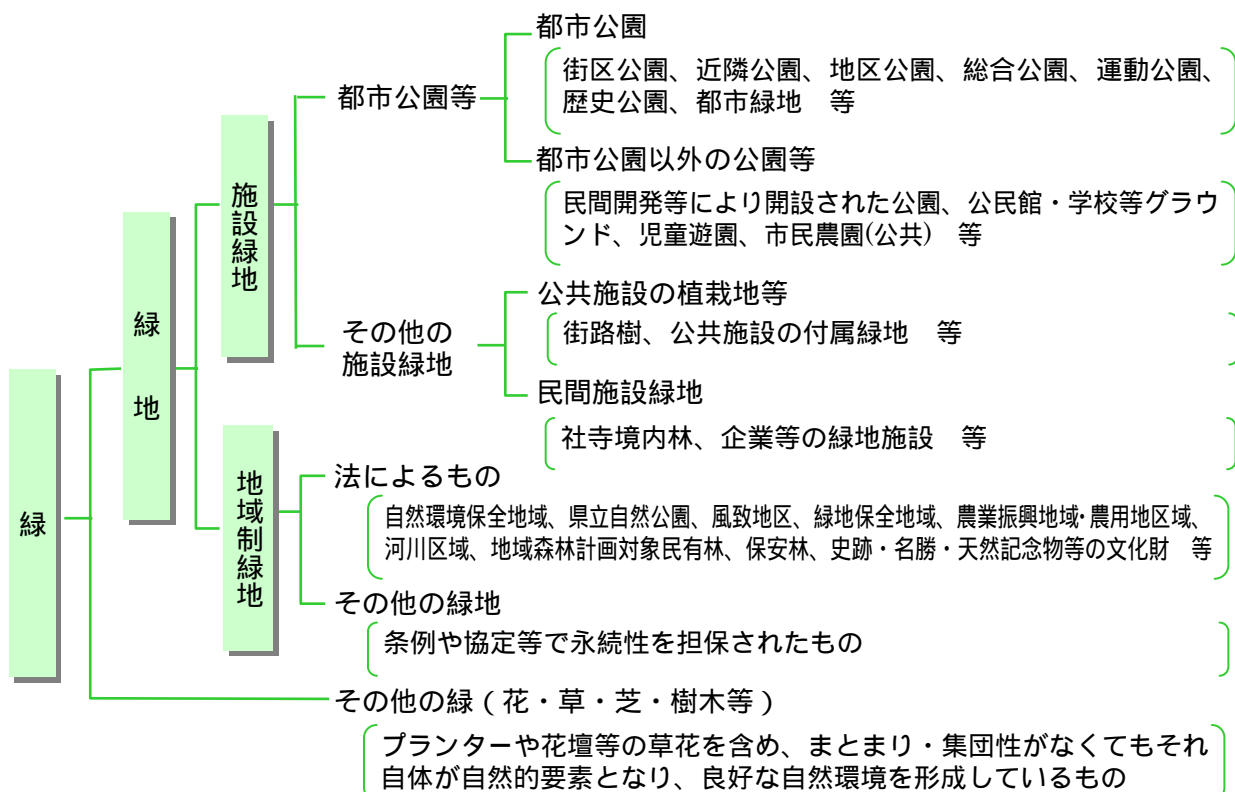 緑
緑地
施設緑地
都市公園等
都市公園
街区公園、近隣公園、地区公園、総合公園、運動公園、
歴史公園、都市緑地　等
都市公園以外の公園等
民間開発等により開設された公園、公民館・学校等グラウ
ンド、児童遊園、市民農園(公共)　等
その他の
施設緑地
公共施設の植栽地等
街路樹、公共施設の付属緑地　等
民間施設緑地
社寺境内林、企業等の緑地施設　等
地域制緑地
法によるもの
自然環境保全地域、県立自然公園、風致地区、緑地保全地域、農業振興地域・農用地区域、
河川区域、地域森林計画対象民有林、保安林、史跡・名勝・天然記念物等の文化財　等
その他の緑地
条例や協定等で永続性を担保されたもの
その他の緑（花・草・芝・樹木等）
プランターや花壇等の草花を含め、まとまり・集団性がなくてもそれ
自体が自然的要素となり、良好な自然環境を形成しているもの